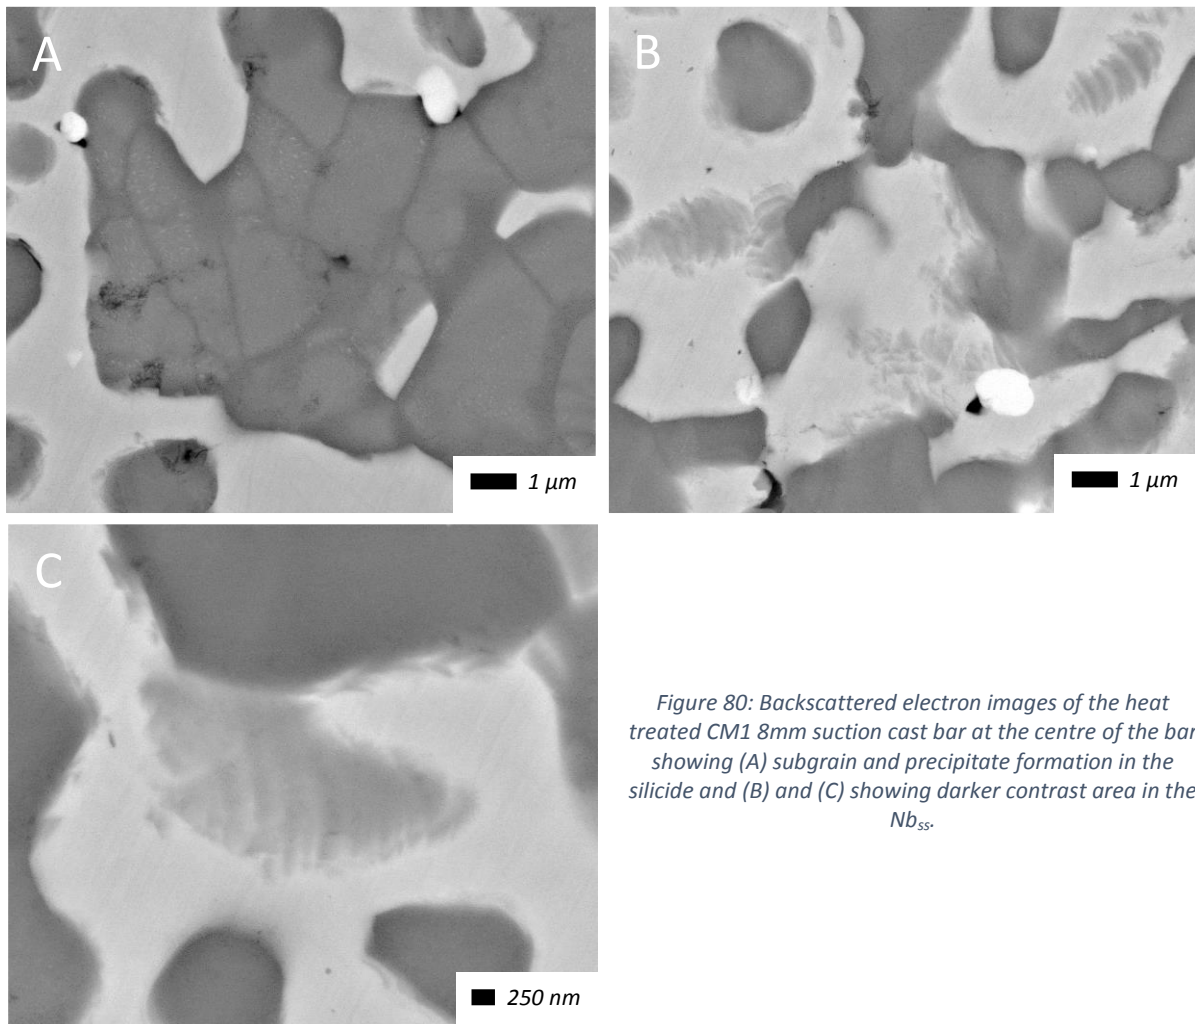 A
B
1 µm
1 µm
C
Figure 80: Backscattered electron images of the heat
treated CM1 8mm suction cast bar at the centre of the bar
showing (A) subgrain and precipitate formation in the
silicide and (B) and (C) showing darker contrast area in the
Nbss.
250 nm